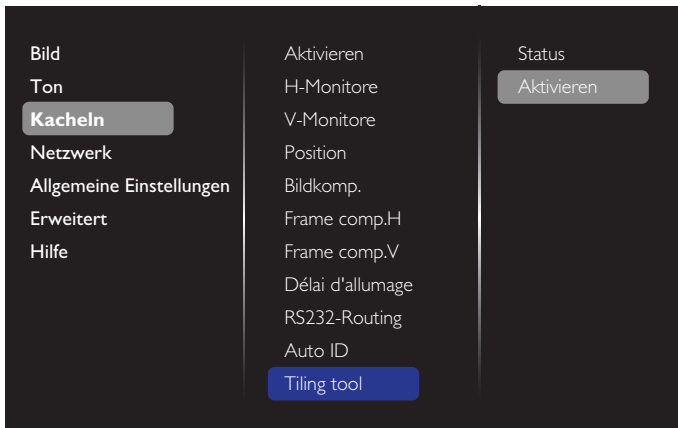 Bild
Ton
Kacheln
Netzwerk
Allgemeine Einstellungen
Erweitert
Hilfe
Aktivieren
H-Monitore
V-Monitore
Position
Bildkomp.
Frame comp.H
Frame comp.V
Délai d'allumage
RS232-Routing
Auto ID
Tiling tool
Status
Aktivieren